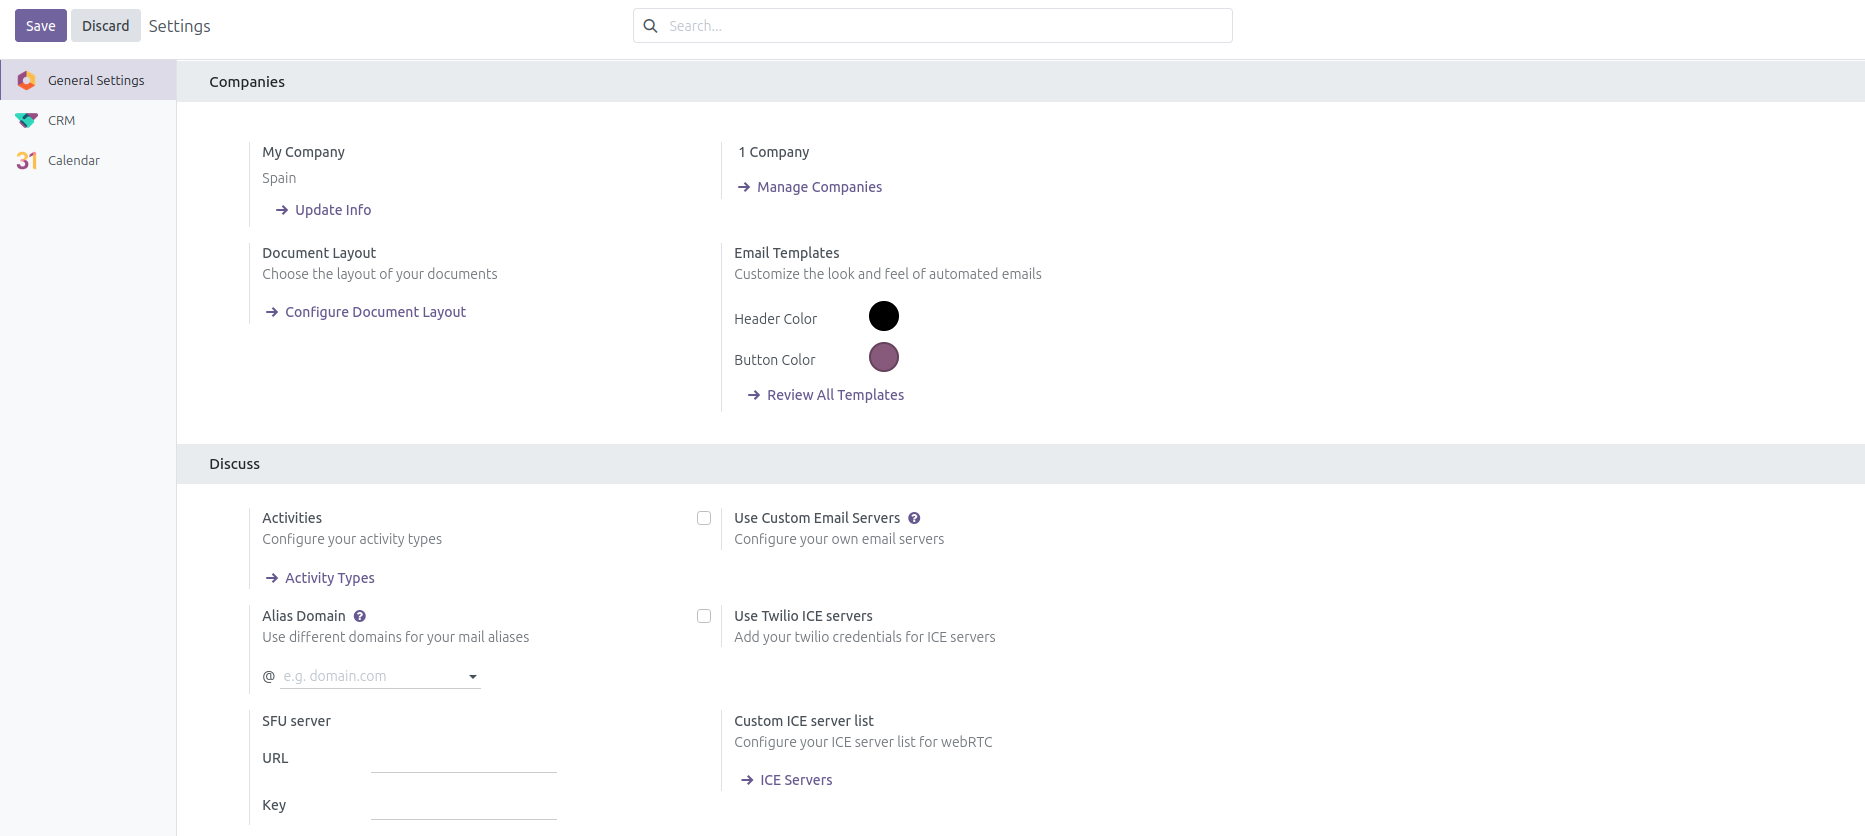 Save Discard Settings Search...
General Settings
CRM
31 Calendar
Companies
My Company
Spain
Update Info
1 Company
Manage Companies
Document Layout
Choose the layout of your documents
Configure Document Layout
Email Templates
Customize the look and feel of automated emails
Header Color
Button Color
Review All Templates
Discuss
Activities
Configure your activity types
Activity Types
Use Custom Email Servers ?
Configure your own email servers
Alias Domain ?
Use different domains for your mail aliases
@ e.g. domain.com
Use Twilio ICE servers
Add your twilio credentials for ICE servers
SFU server
URL
Key
Custom ICE server list
Configure your ICE server list for webRTC
ICE Servers